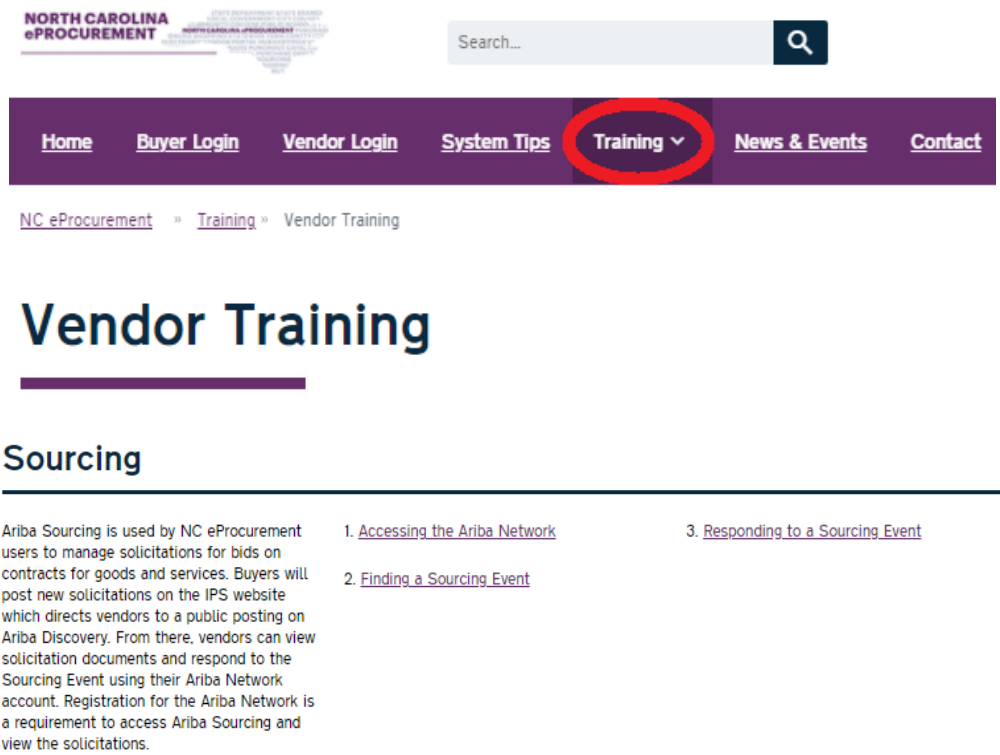 NORTH CAROLINA
ePROCUREMENT
Search...
Home Buyer Login Vendor Login System Tips Training News & Events Contact
NC eProcurement » Training » Vendor Training
Vendor Training
Sourcing
Ariba Sourcing is used by NC eProcurement
users to manage solicitations for bids on
contracts for goods and services. Buyers will
post new solicitations on the IPS website
which directs vendors to a public posting on
Ariba Discovery. From there, vendors can view
solicitation documents and respond to the
Sourcing Event using their Ariba Network
account. Registration for the Ariba Network is
a requirement to access Ariba Sourcing and
view the solicitations.
1. Accessing the Ariba Network
2. Finding a Sourcing Event
3. Responding to a Sourcing Event